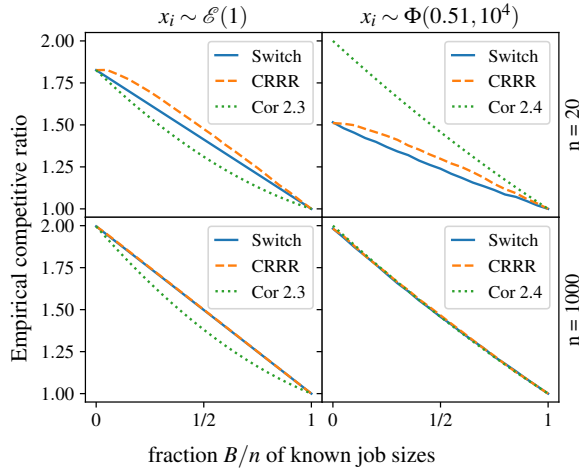 x_i ∼ ℰ(1)
x_i ∼ Φ(0.51, 10^4)
Empirical competitive ratio
2.00
1.75
1.50
1.25
1.00
Switch
CRRR
Cor 2.3
Switch
CRRR
Cor 2.4
n = 20
2.00
1.75
1.50
1.25
1.00
Switch
CRRR
Cor 2.3
Switch
CRRR
Cor 2.4
n = 1000
0
1/2
1
0
1/2
1
fraction B/n of known job sizes